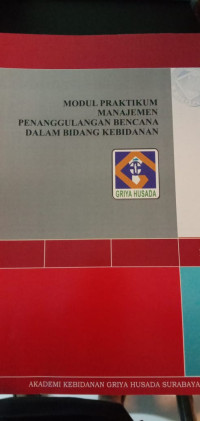 MODUL PRAKTIKUM
MANAJEMEN
PENANGGULANGAN BENCANA
DALAM BIDANG KEBIDANAN
GRIYA HUSADA
AKADEMI KEBIDANAN GRIYA HUSADA SURABAYA